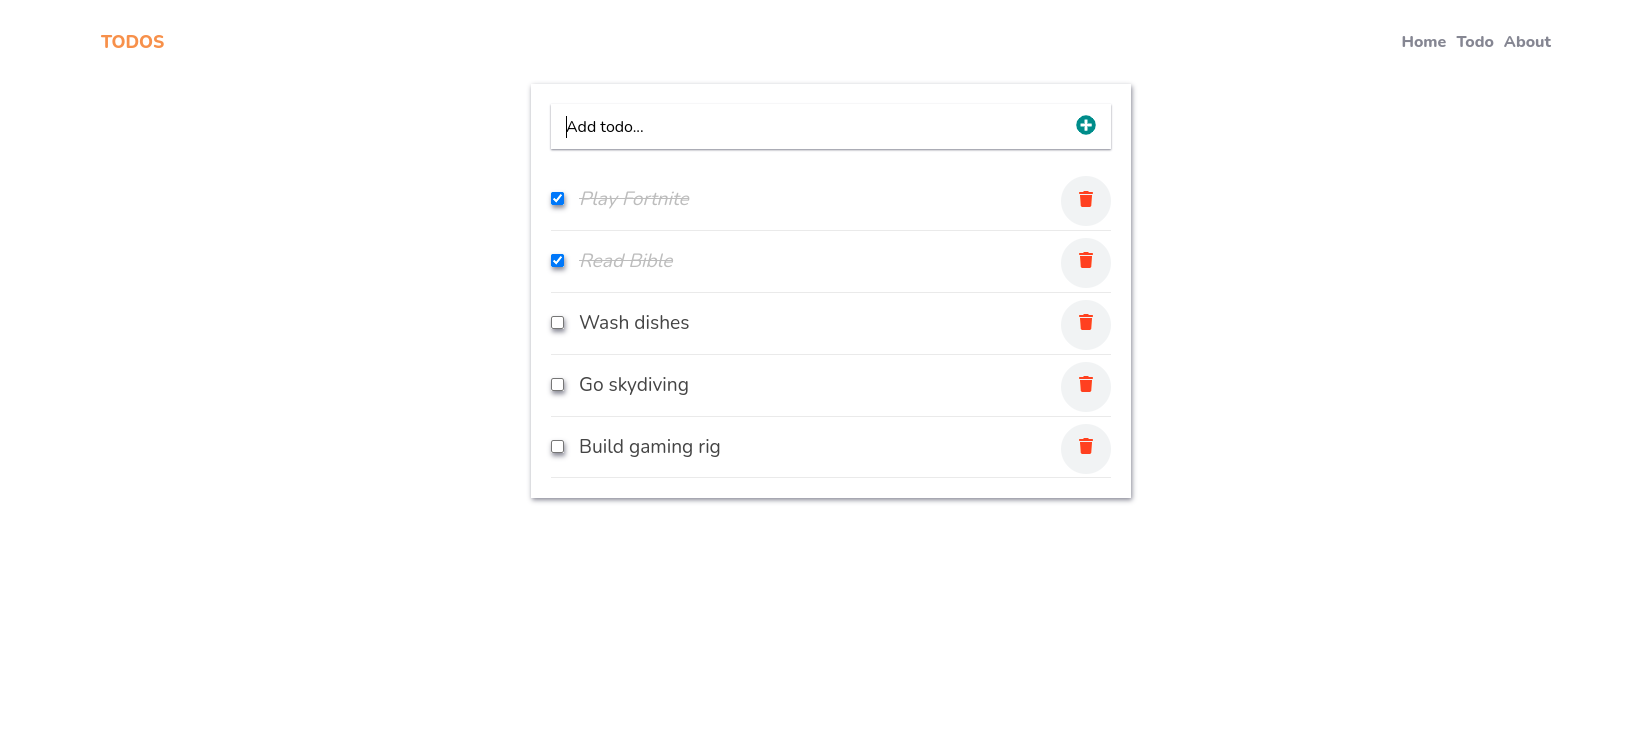 TODOS
Home Todo About
Add todo...
Play Fortnite
Read Bible
Wash dishes
Go skydiving
Build gaming rig